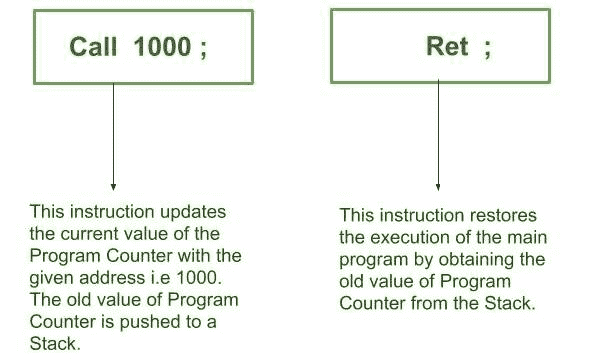 Call 1000 ;
Ret ;
This instruction updates
the current value of the
Program Counter with the
given address i.e 1000.
The old value of Program
Counter is pushed to a
Stack.
This instruction restores
the execution of the main
program by obtaining the
old value of Program
Counter from the Stack.